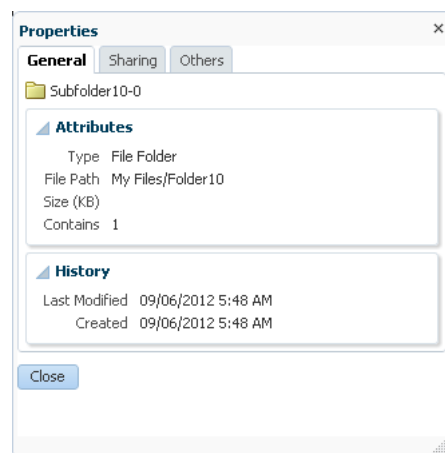 Properties
General Sharing Others
Subfolder10-0
Attributes
Type File Folder
File Path My Files/Folder10
Size (KB)
Contains 1
History
Last Modified 09/06/2012 5:48 AM
Created 09/06/2012 5:48 AM
Close